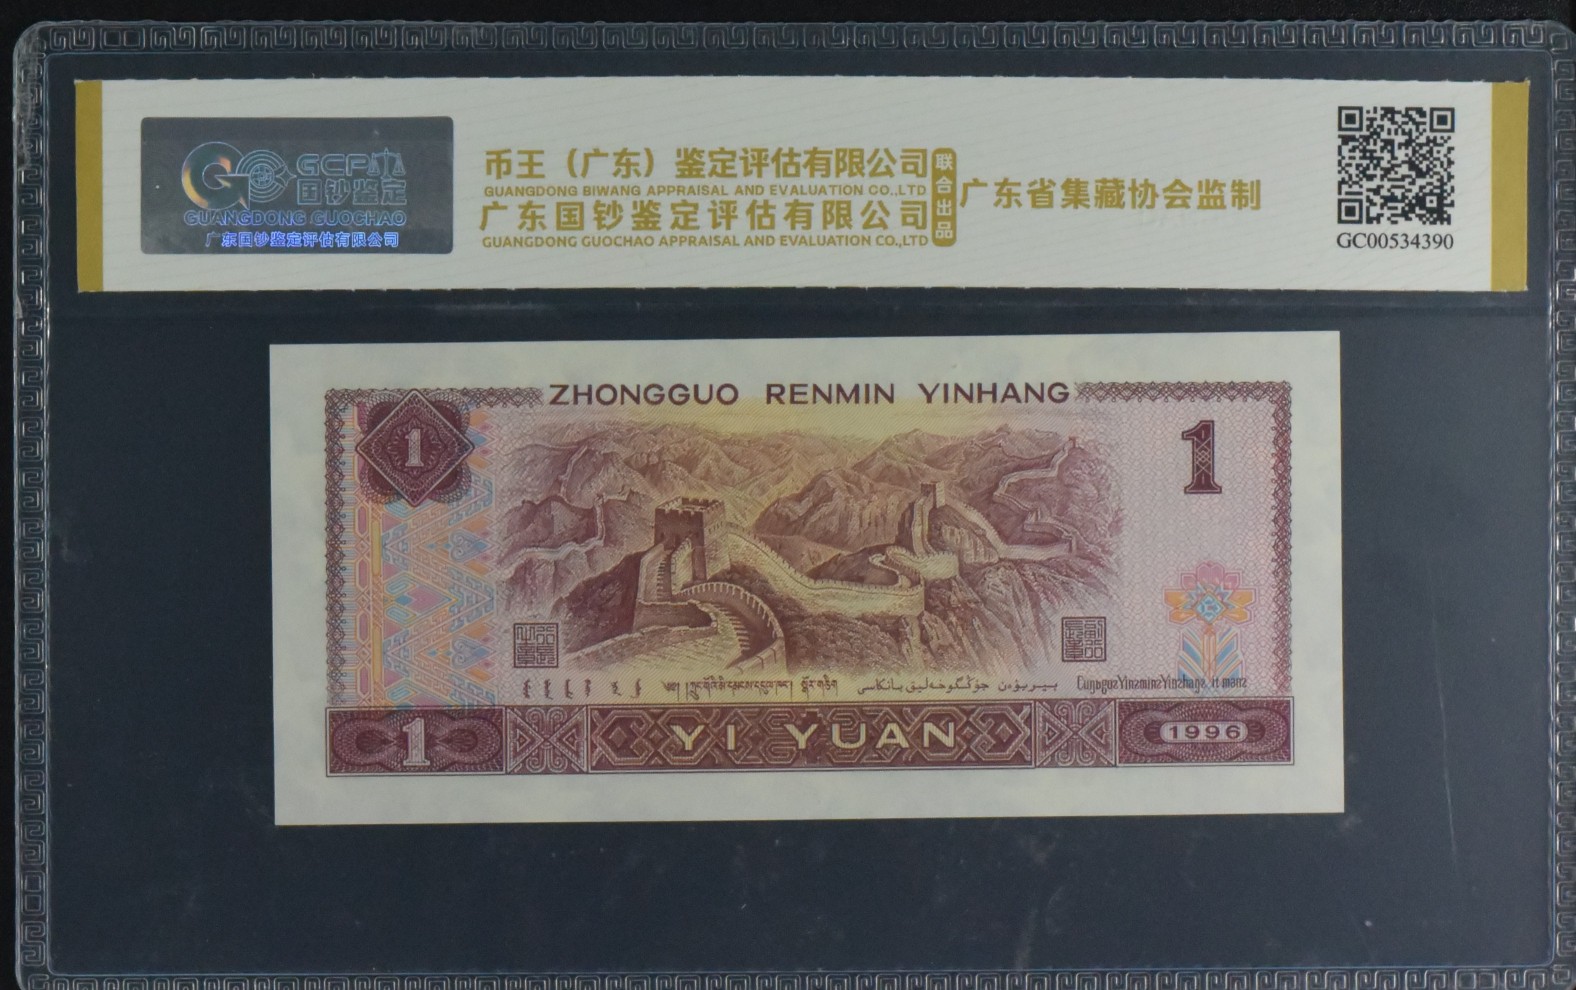 GCP
国钞鉴定
GUANGDONG GUOCHAO
广东国钞鉴定评估有限公司
币王（广东）鉴定评估有限公司
GUANGDONG BIWANG APPRAISAL AND EVALUATION CO.,LTD
广东国钞鉴定评估有限公司
GUANGDONG GUOCHAO APPRAISAL AND EVALUATION CO.,LTD
联合出品
广东省集藏协会监制
GC00534390
ZHONGGUO RENMIN YINHANG
1
1
1
YI YUAN
1996